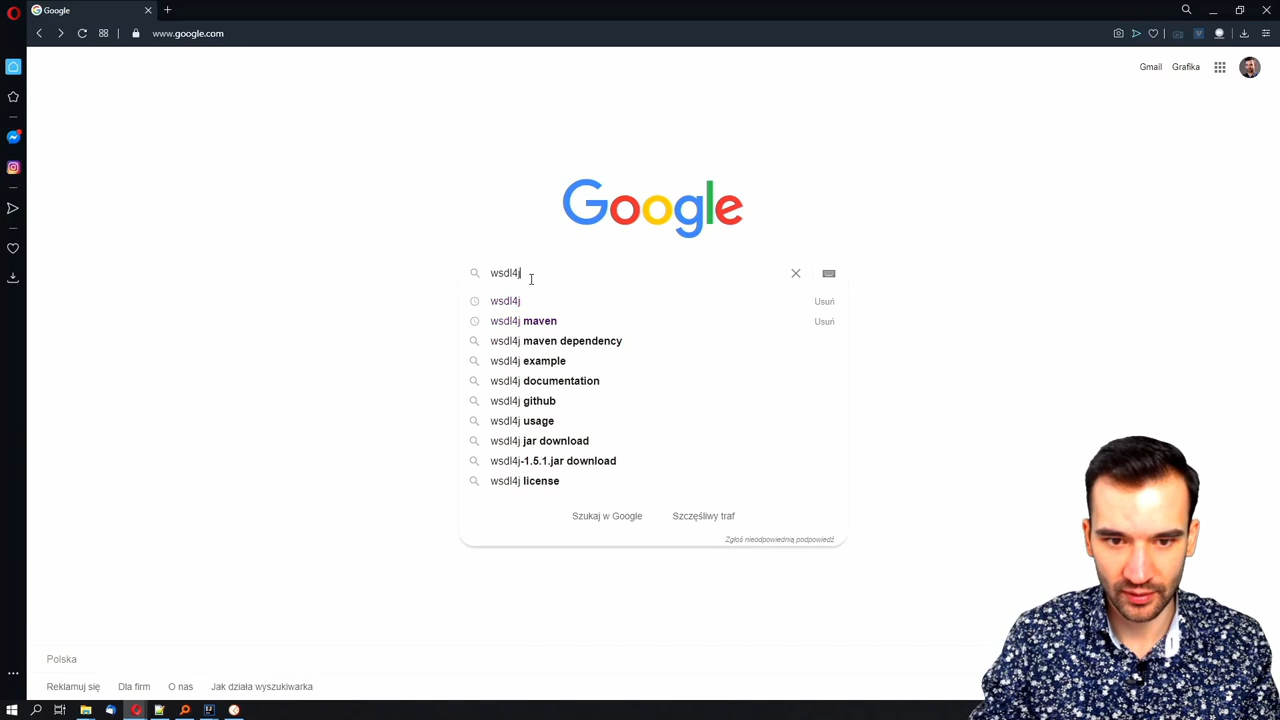 Google
www.google.com
Gmail Grafika
Google
wsdl4j
wsdl4j Usuń
wsdl4j maven Usuń
wsdl4j maven dependency
wsdl4j example
wsdl4j documentation
wsdl4j github
wsdl4j usage
wsdl4j jar download
wsdl4j-1.5.1.jar download
wsdl4j license
Szukaj w Google Szczęśliwy traf
Zgłoś nieodpowiednią podpowiedź
Polska
Reklamuj się Dla firm O nas Jak działa wyszukiwarka